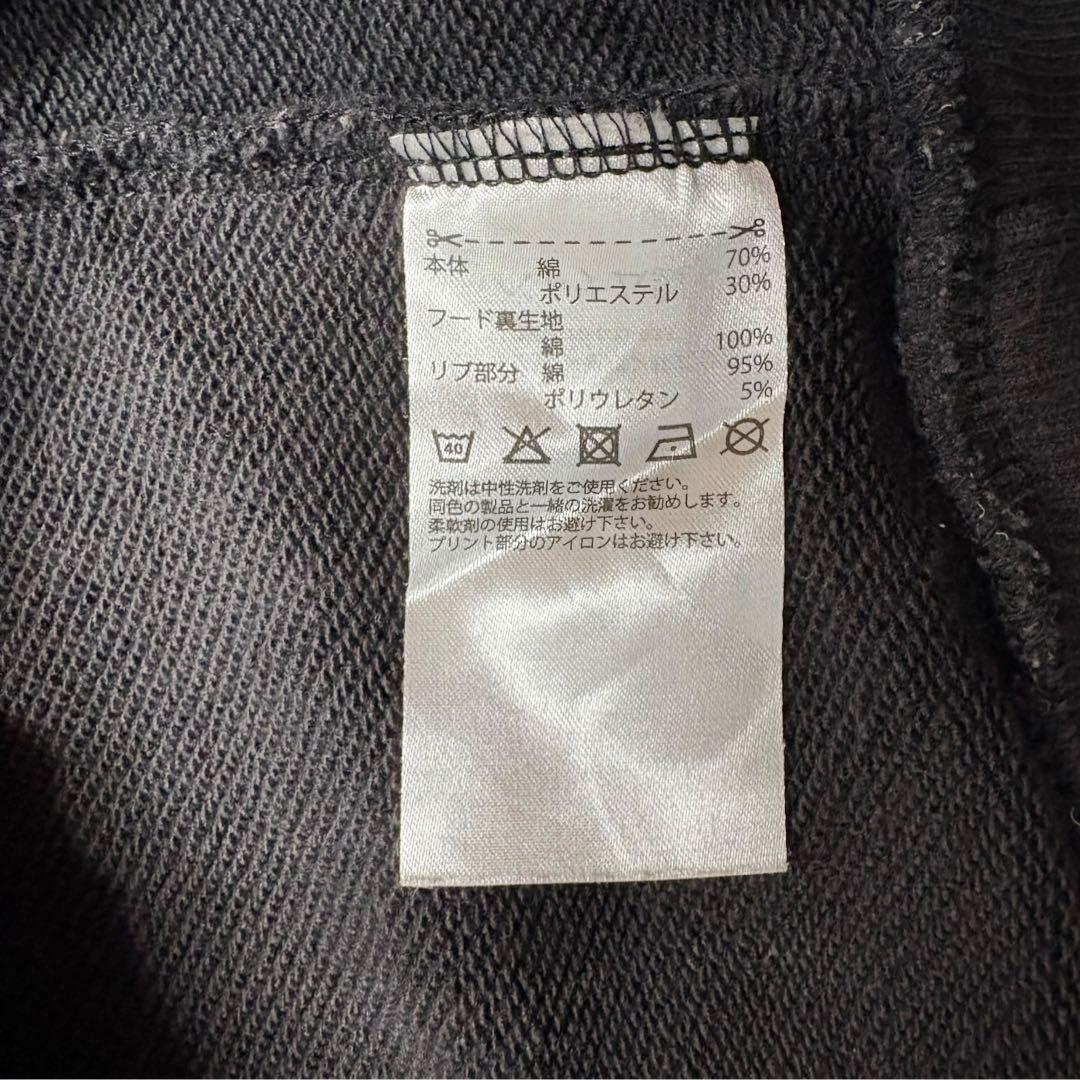 本体 綿 70%
ポリエステル 30%
フード裏生地
綿 100%
リブ部分 綿 95%
ポリウレタン 5%
40
洗剤は中性洗剤をご使用ください。
同色の製品と一緒の洗濯をお勧めします。
柔軟剤の使用はお避け下さい。
プリント部分のアイロンはお避け下さい。